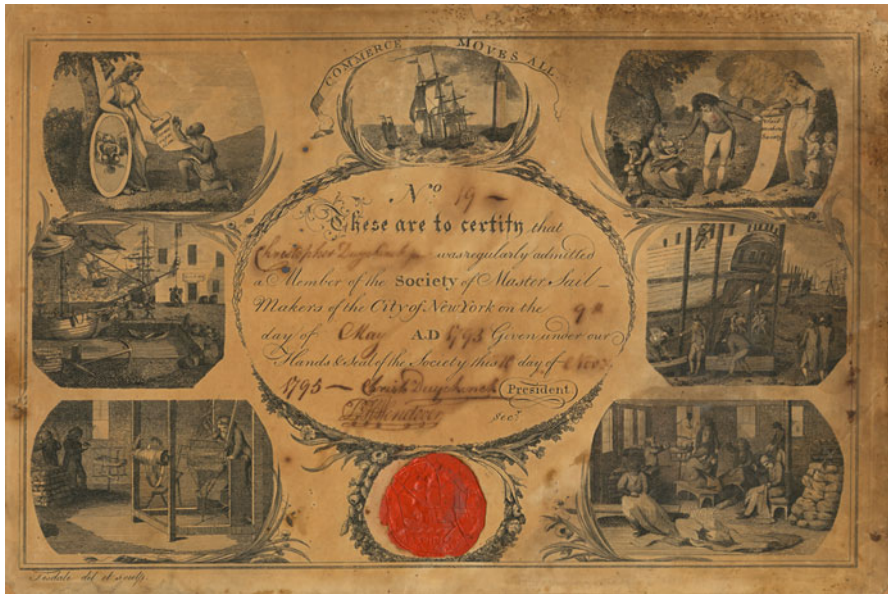 COMMERCE MOVES ALL
No 19 —
These are to certify, that
Christopher Duyckinck was regularly admitted
a Member of the Society of Master Sail-
Makers of the City of New York on the 9th
day of May A.D 1793 Given under our
Hands & Seal of the Society this day of
1795 — Christ Duyckinck President
Secy
Tisdale del et sculp.